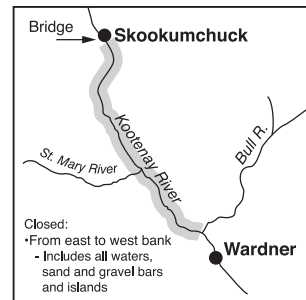 Bridge
Skookumchuck
Kootenay River
Bull R.
St. Mary River
Closed:
•From east to west bank
- Includes all waters,
sand and gravel bars
and islands
Wardner